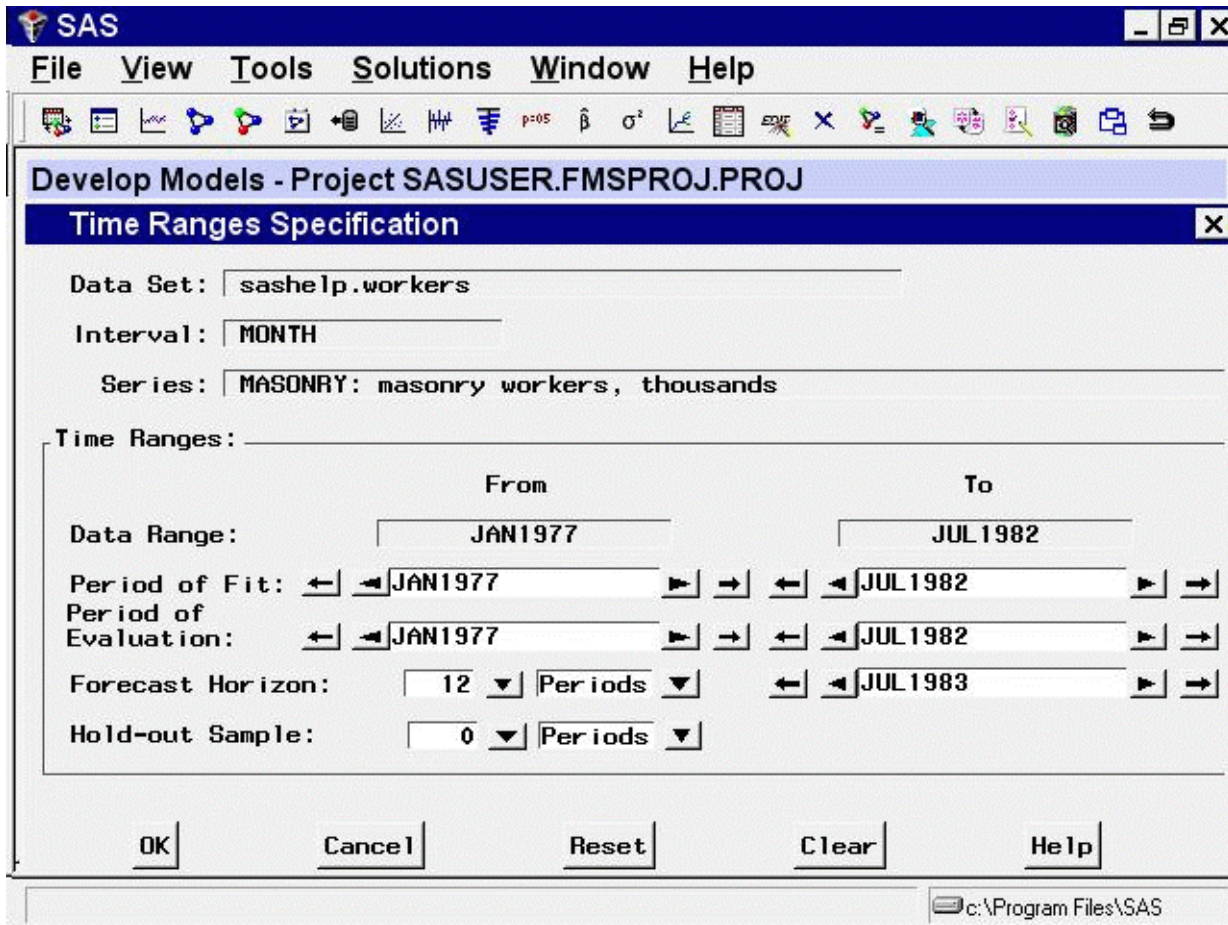 SAS
File View Tools Solutions Window Help
p=05 β̂ σ² EDIT
Develop Models - Project SASUSER.FMSPROJ.PROJ
Time Ranges Specification
Data Set: sashelp.workers
Interval: MONTH
Series: MASONRY: masonry workers, thousands
Time Ranges:
From To
Data Range: JAN1977 JUL1982
Period of Fit: JAN1977 JUL1982
Period of
Evaluation: JAN1977 JUL1982
Forecast Horizon: 12 Periods JUL1983
Hold-out Sample: 0 Periods
OK Cancel Reset Clear Help
c:\Program Files\SAS